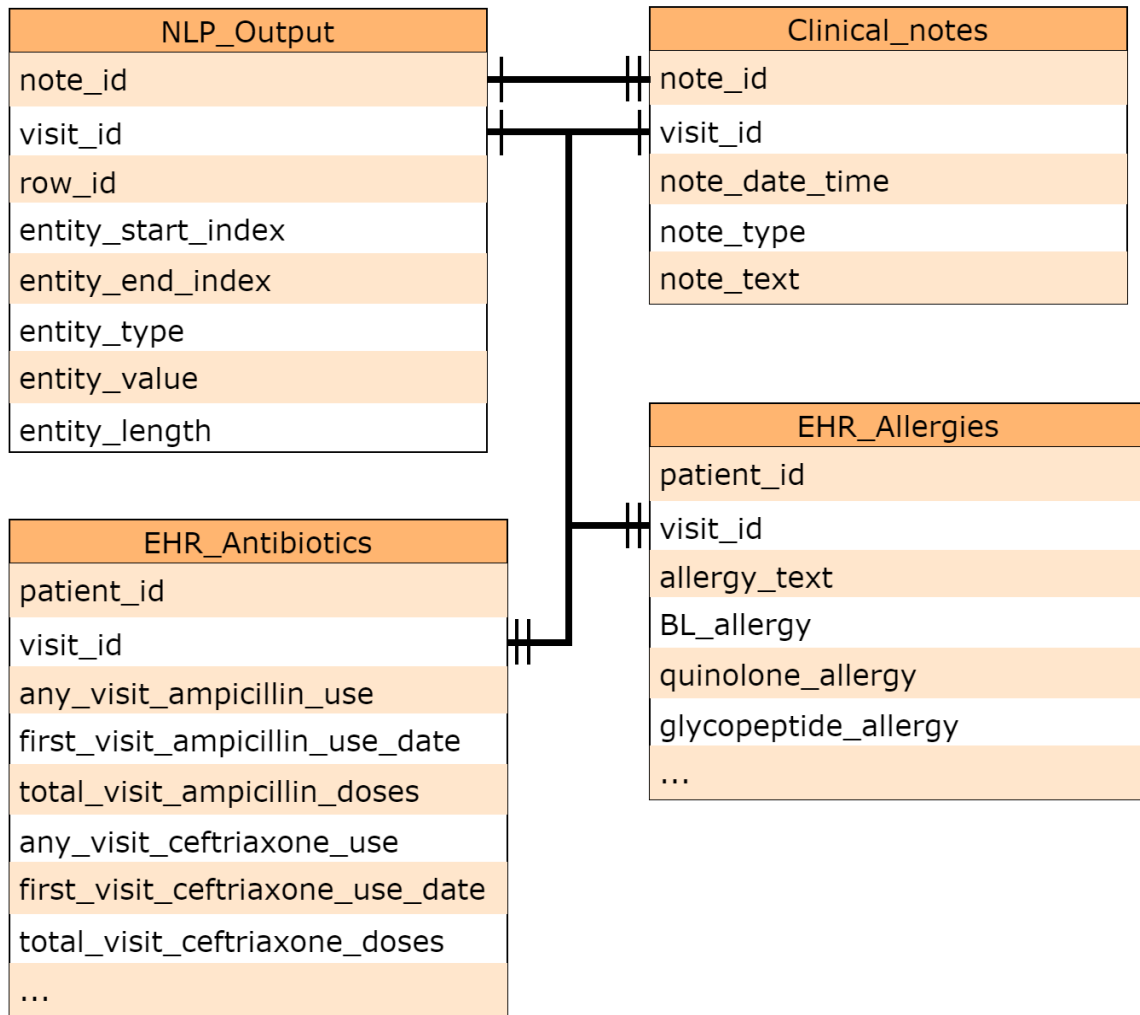 NLP_Output
note_id
visit_id
row_id
entity_start_index
entity_end_index
entity_type
entity_value
entity_length
Clinical_notes
note_id
visit_id
note_date_time
note_type
note_text
EHR_Antibiotics
patient_id
visit_id
any_visit_ampicillin_use
first_visit_ampicillin_use_date
total_visit_ampicillin_doses
any_visit_ceftriaxone_use
first_visit_ceftriaxone_use_date
total_visit_ceftriaxone_doses
...
EHR_Allergies
patient_id
visit_id
allergy_text
BL_allergy
quinolone_allergy
glycopeptide_allergy
...